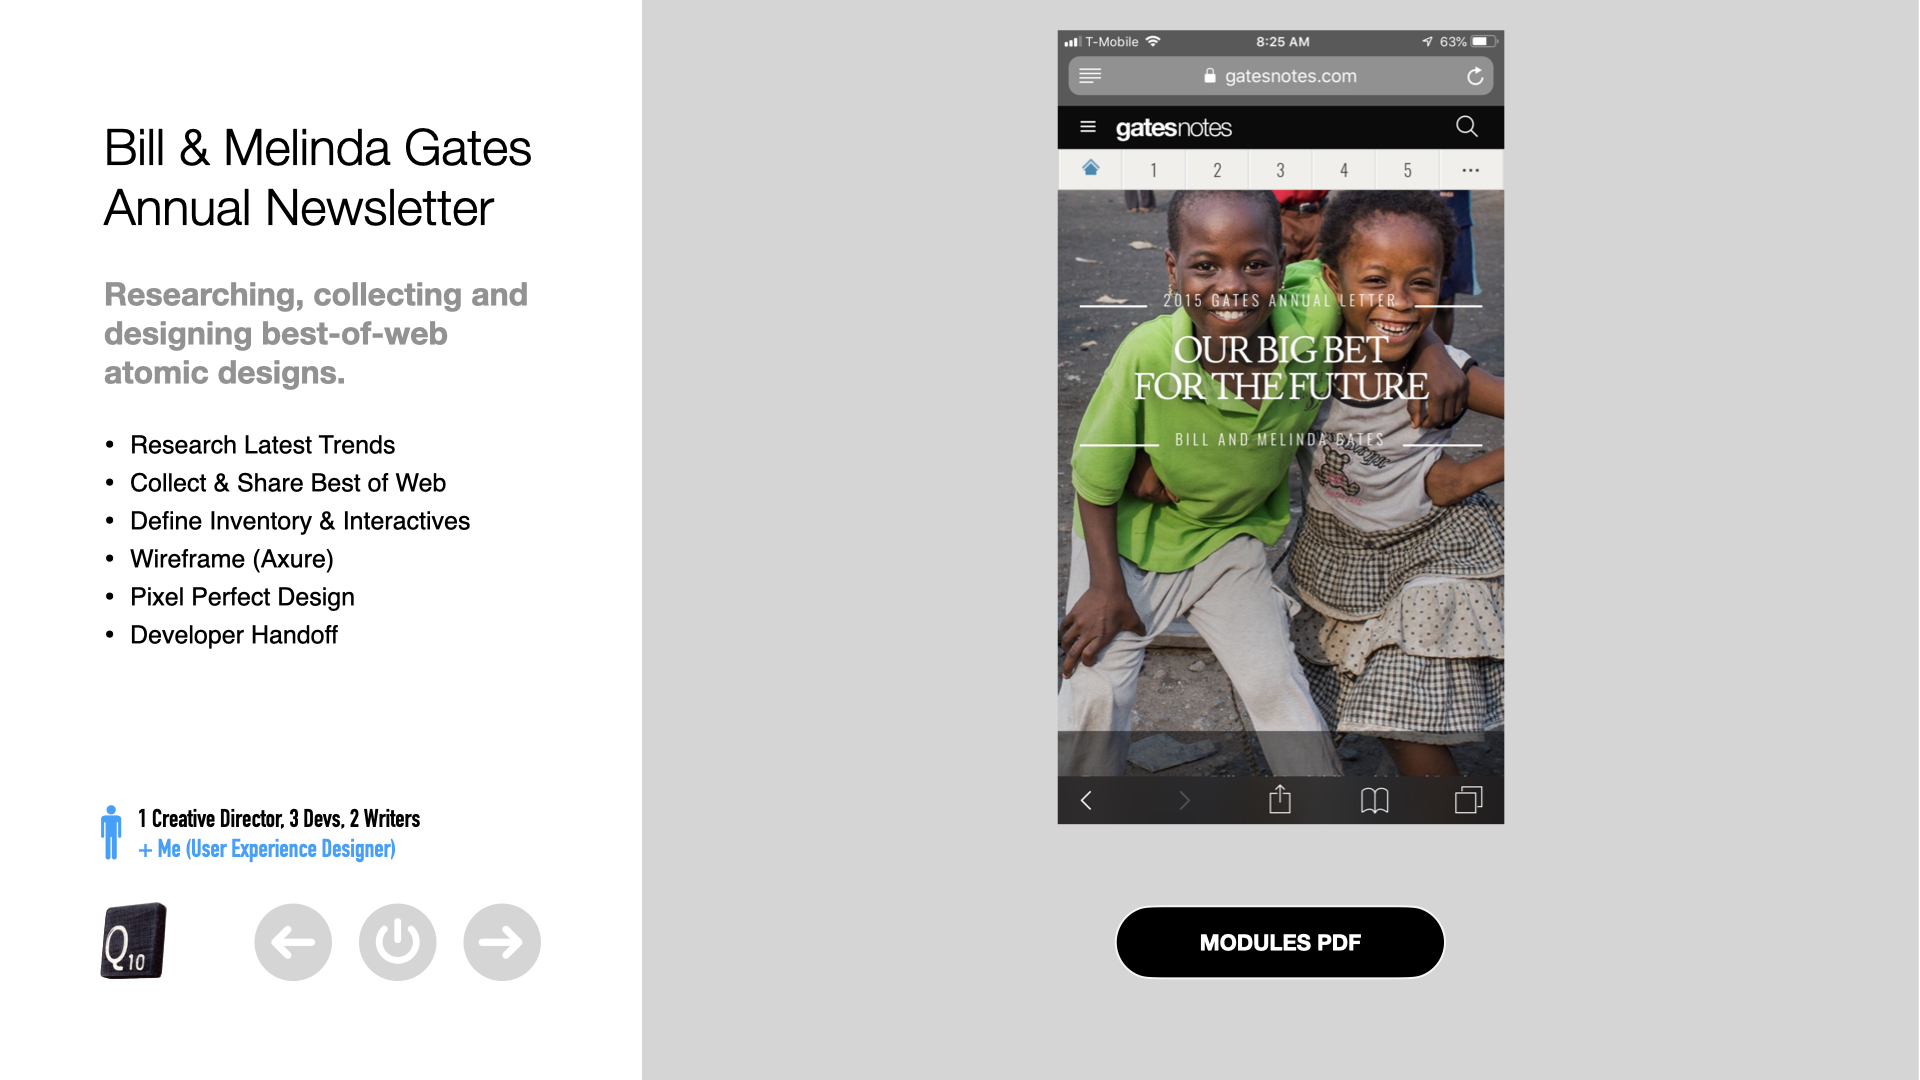 Bill & Melinda Gates
Annual Newsletter
Researching, collecting and
designing best-of-web
atomic designs.
• Research Latest Trends
• Collect & Share Best of Web
• Define Inventory & Interactives
• Wireframe (Axure)
• Pixel Perfect Design
• Developer Handoff
1 Creative Director, 3 Devs, 2 Writers
+ Me (User Experience Designer)
Q10
T-Mobile 8:25 AM 63%
gatesnotes.com
gatesnotes
1 2 3 4 5 ...
2015 GATES ANNUAL LETTER
OUR BIG BET
FOR THE FUTURE
BILL AND MELINDA GATES
MODULES PDF